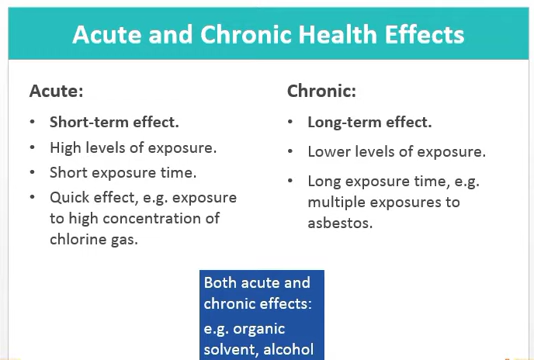 Acute and Chronic Health Effects
Acute:
• Short-term effect.
• High levels of exposure.
• Short exposure time.
• Quick effect, e.g. exposure
to high concentration of
chlorine gas.
Chronic:
• Long-term effect.
• Lower levels of exposure.
• Long exposure time, e.g.
multiple exposures to
asbestos.
Both acute and
chronic effects:
e.g. organic
solvent, alcohol